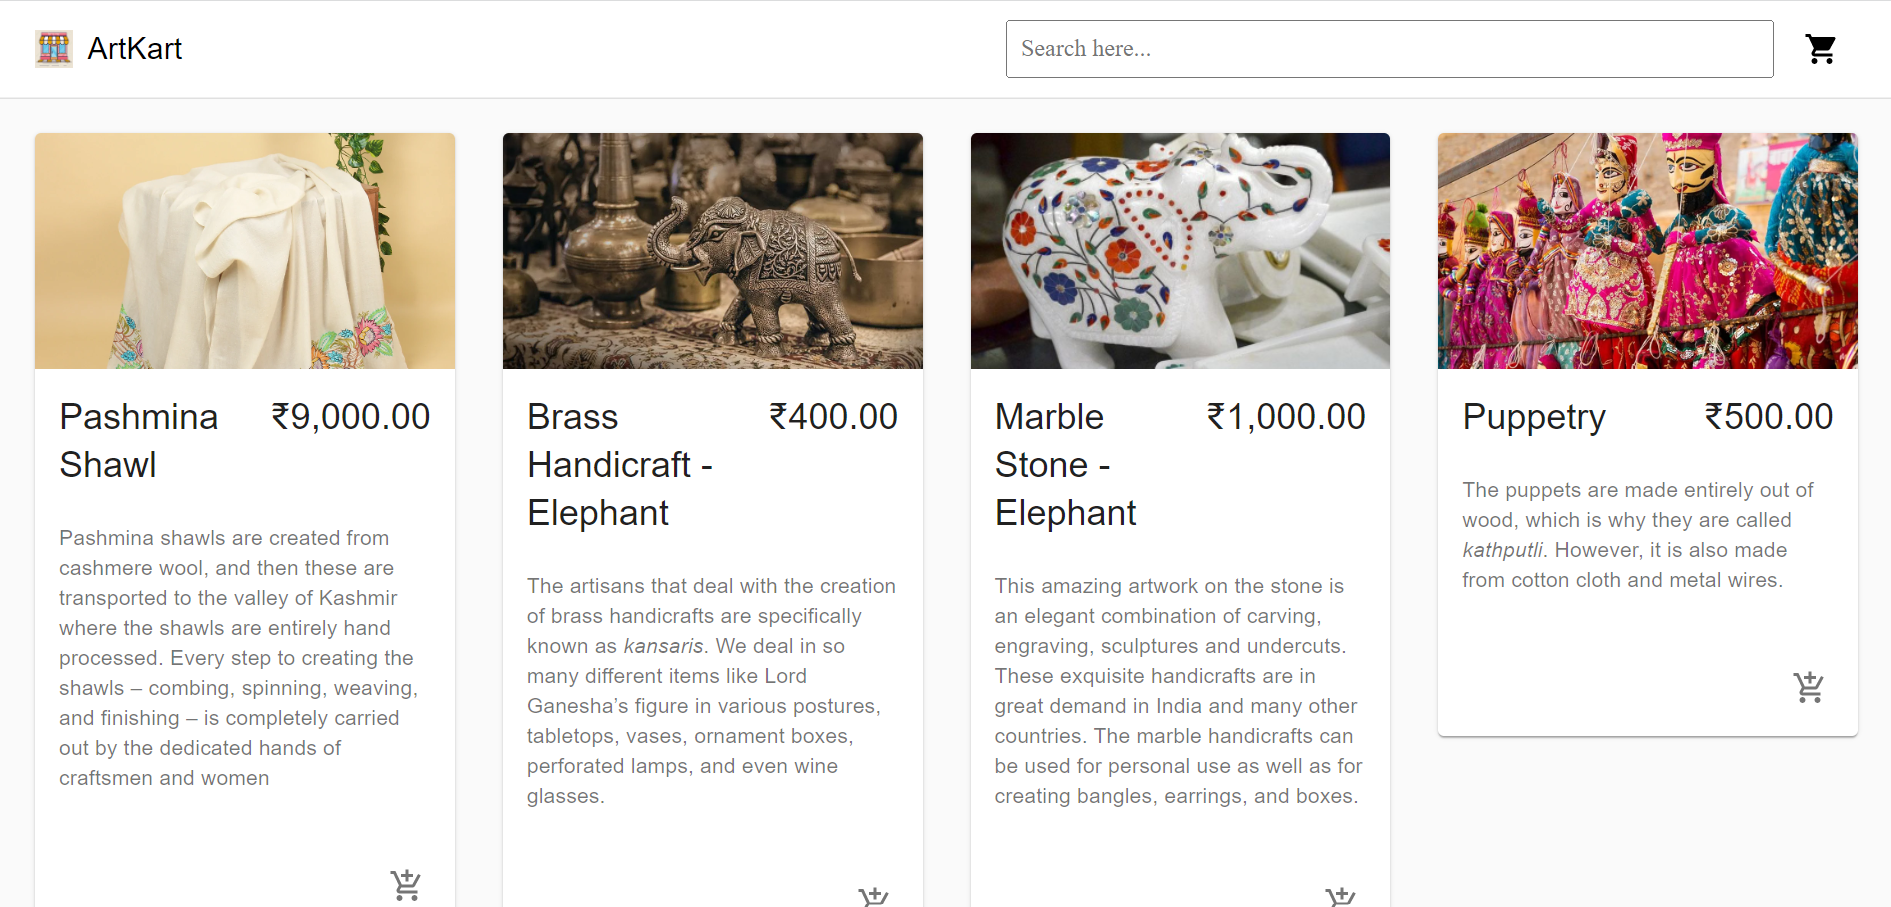 ArtKart
Search here...
Pashmina
Shawl
₹9,000.00
Pashmina shawls are created from
cashmere wool, and then these are
transported to the valley of Kashmir
where the shawls are entirely hand
processed. Every step to creating the
shawls – combing, spinning, weaving,
and finishing – is completely carried
out by the dedicated hands of
craftsmen and women
Brass
Handicraft -
Elephant
₹400.00
The artisans that deal with the creation
of brass handicrafts are specifically
known as kansaris. We deal in so
many different items like Lord
Ganesha’s figure in various postures,
tabletops, vases, ornament boxes,
perforated lamps, and even wine
glasses.
Marble
Stone -
Elephant
₹1,000.00
This amazing artwork on the stone is
an elegant combination of carving,
engraving, sculptures and undercuts.
These exquisite handicrafts are in
great demand in India and many other
countries. The marble handicrafts can
be used for personal use as well as for
creating bangles, earrings, and boxes.
Puppetry
₹500.00
The puppets are made entirely out of
wood, which is why they are called
kathputli. However, it is also made
from cotton cloth and metal wires.